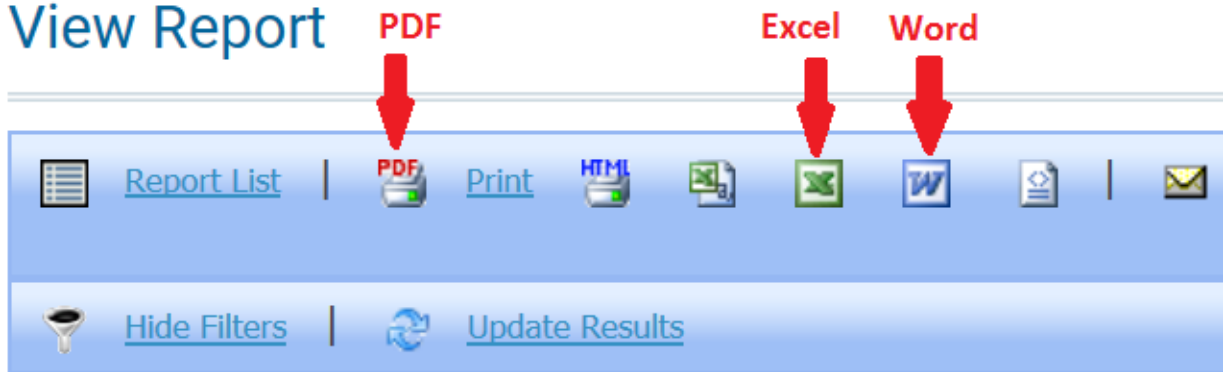 View Report PDF Excel Word
Report List | PDF Print HTML a, X W <> |
Hide Filters | Update Results